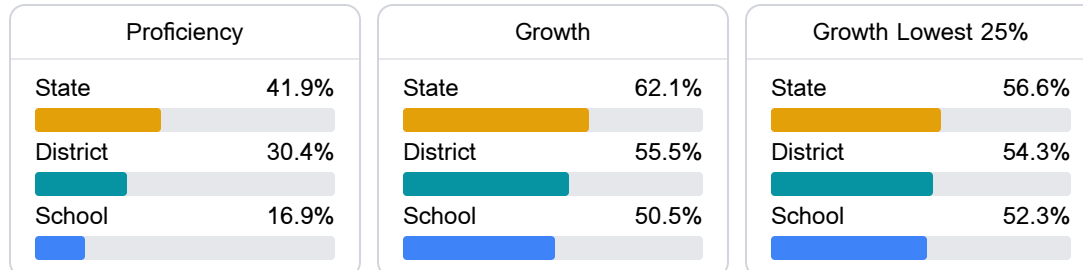 Proficiency
State 41.9%
District 30.4%
School 16.9%
Growth
State 62.1%
District 55.5%
School 50.5%
Growth Lowest 25%
State 56.6%
District 54.3%
School 52.3%